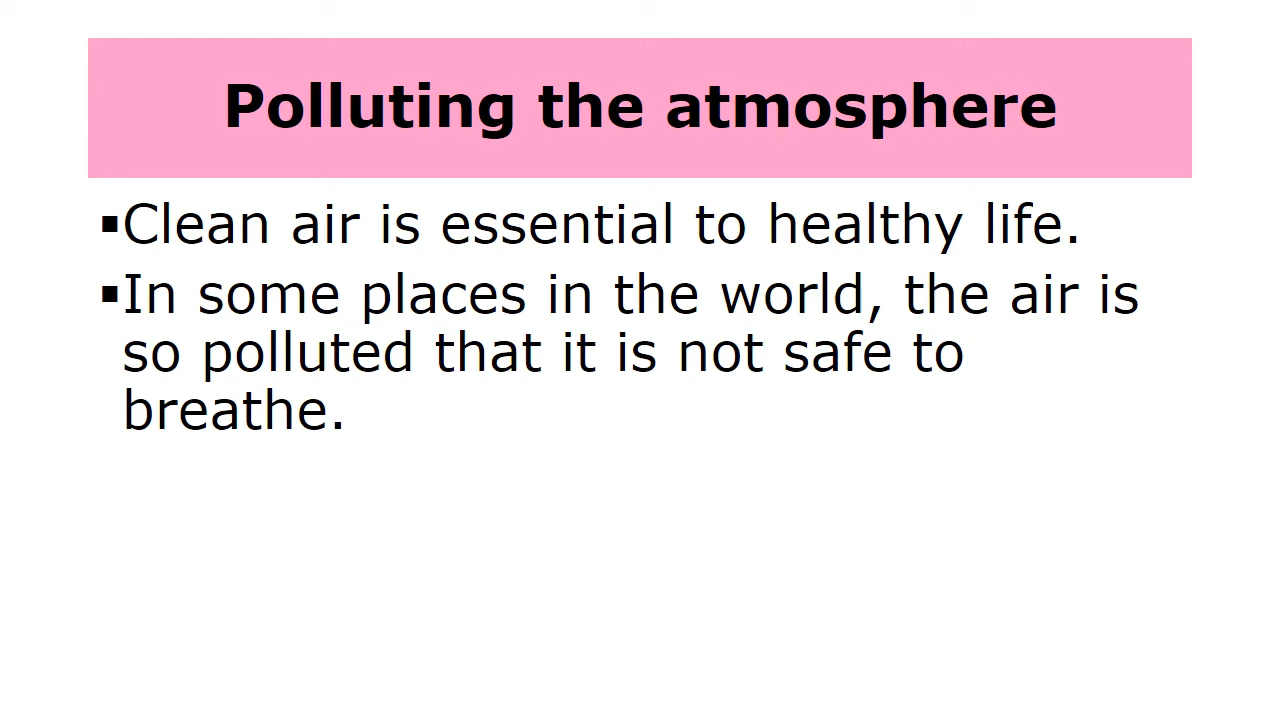 Polluting the atmosphere
▪Clean air is essential to healthy life.
▪In some places in the world, the air is
so polluted that it is not safe to
breathe.